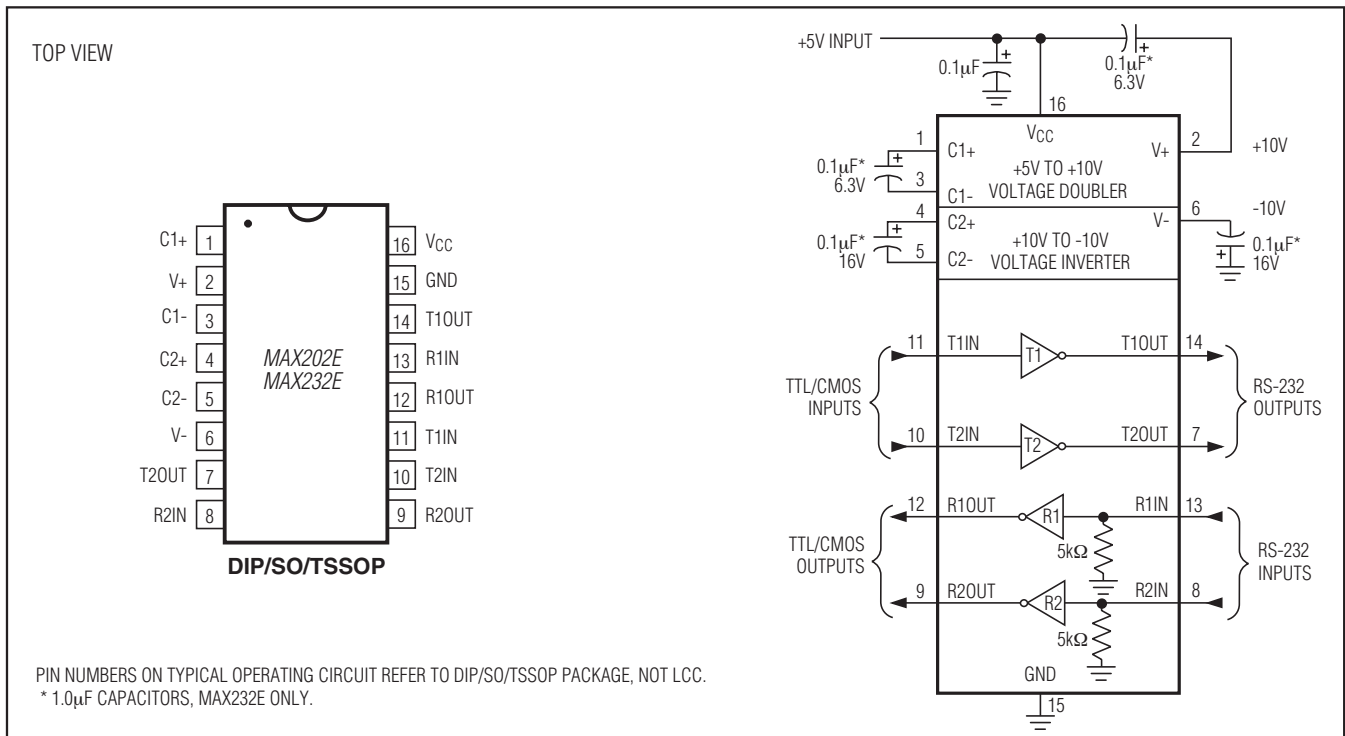 TOP VIEW
C1+ 1
V+ 2
C1- 3
C2+ 4
C2- 5
V- 6
T2OUT 7
R2IN 8
16 VCC
15 GND
14 T1OUT
13 R1IN
12 R1OUT
11 T1IN
10 T2IN
9 R2OUT
MAX202E
MAX232E
DIP/SO/TSSOP
+5V INPUT
0.1μF
+
+
0.1μF*
6.3V
16
VCC
1
C1+
+
0.1μF*
6.3V
3
C1-
+5V TO +10V
VOLTAGE DOUBLER
V+
2
+10V
4
C2+
+
0.1μF*
16V
5
C2-
+10V TO -10V
VOLTAGE INVERTER
V-
6
-10V
+
0.1μF*
16V
TTL/CMOS
INPUTS
11 T1IN T1 T1OUT 14
10 T2IN T2 T2OUT 7
RS-232
OUTPUTS
TTL/CMOS
OUTPUTS
12 R1OUT R1 R1IN 13
5kΩ
9 R2OUT R2 R2IN 8
5kΩ
RS-232
INPUTS
GND
15
PIN NUMBERS ON TYPICAL OPERATING CIRCUIT REFER TO DIP/SO/TSSOP PACKAGE, NOT LCC.
* 1.0μF CAPACITORS, MAX232E ONLY.